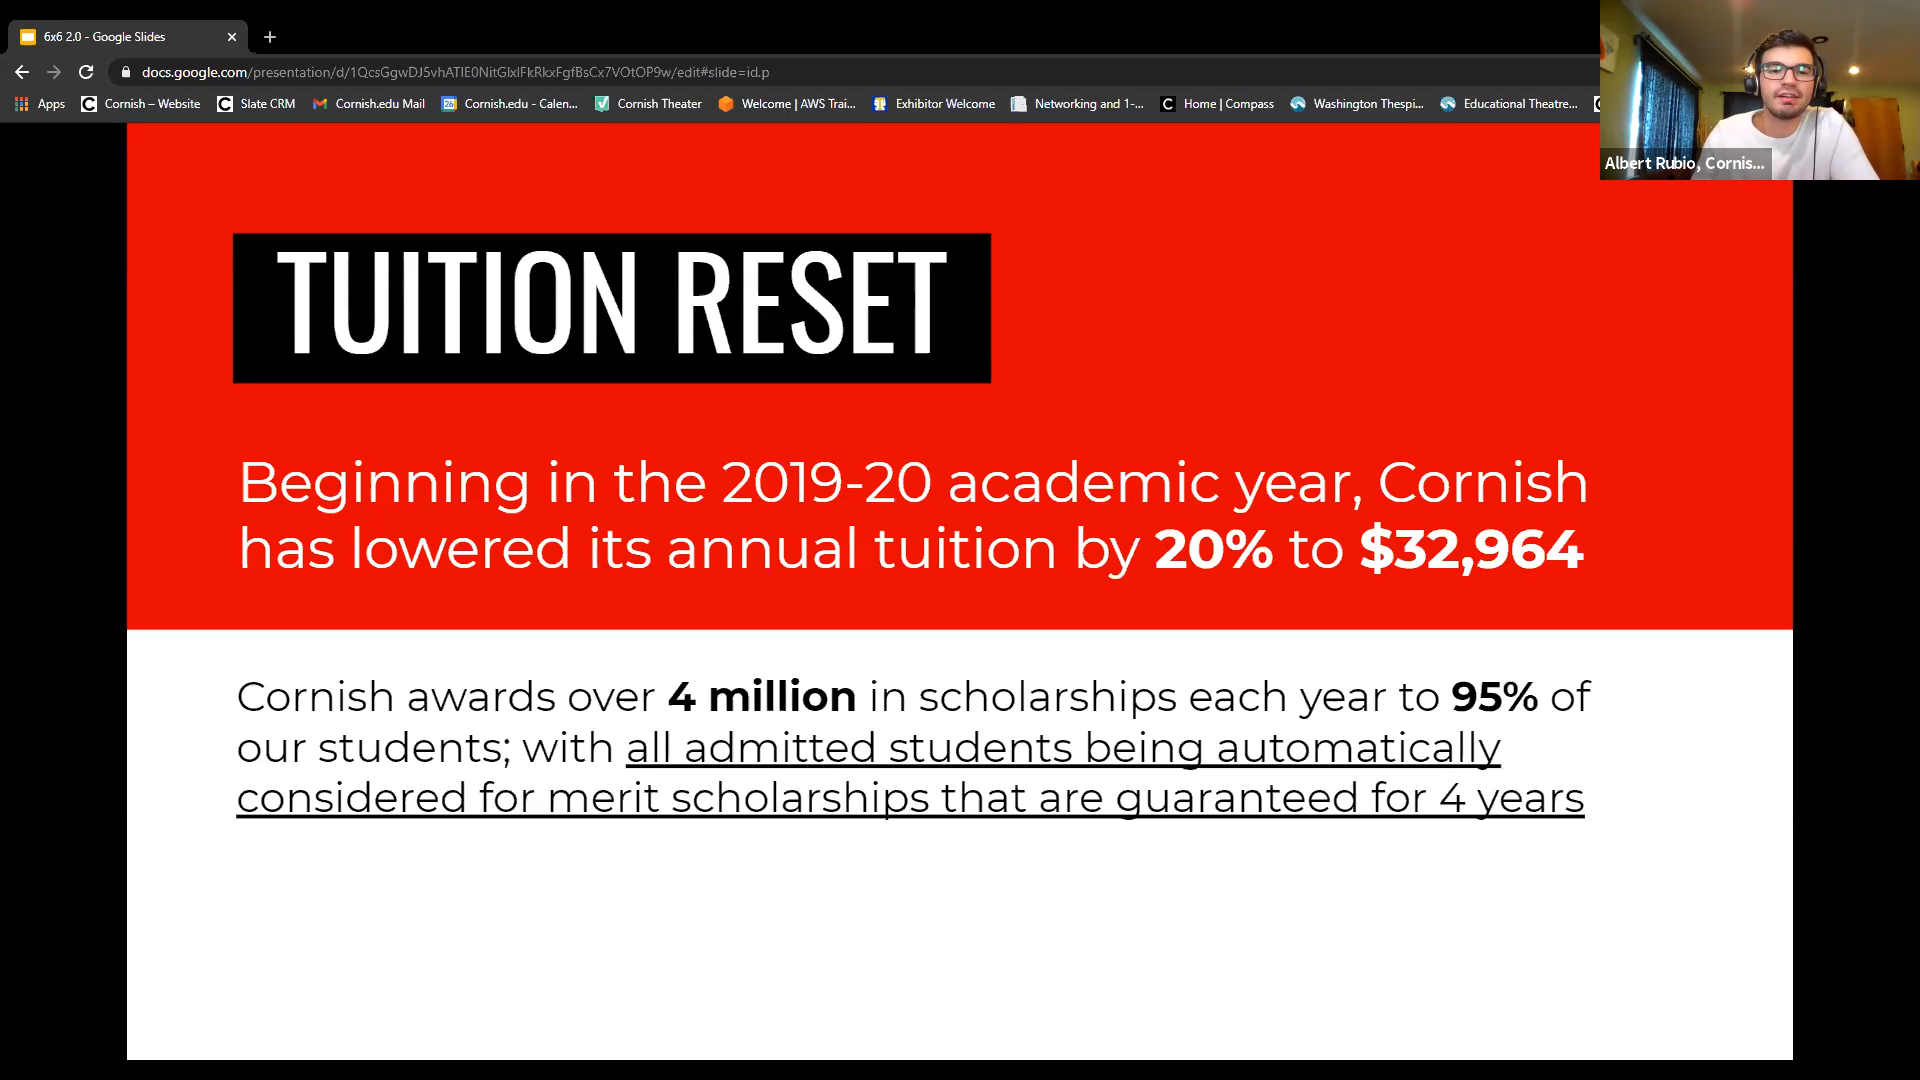 6x6 2.0 - Google Slides
docs.google.com/presentation/d/1QcsGgwDJ5vhATIE0NitGlxIFkRkxFgfBsCx7VOtOP9w/edit#slide=id.p
Apps Cornish – Website Slate CRM Cornish.edu Mail 26 Cornish.edu - Calen... Cornish Theater Welcome | AWS Trai... Exhibitor Welcome Networking and 1-... Home | Compass Washington Thespi... Educational Theatre...
Albert Rubio, Cornis...
TUITION RESET
Beginning in the 2019-20 academic year, Cornish
has lowered its annual tuition by 20% to $32,964
Cornish awards over 4 million in scholarships each year to 95% of
our students; with all admitted students being automatically
considered for merit scholarships that are guaranteed for 4 years